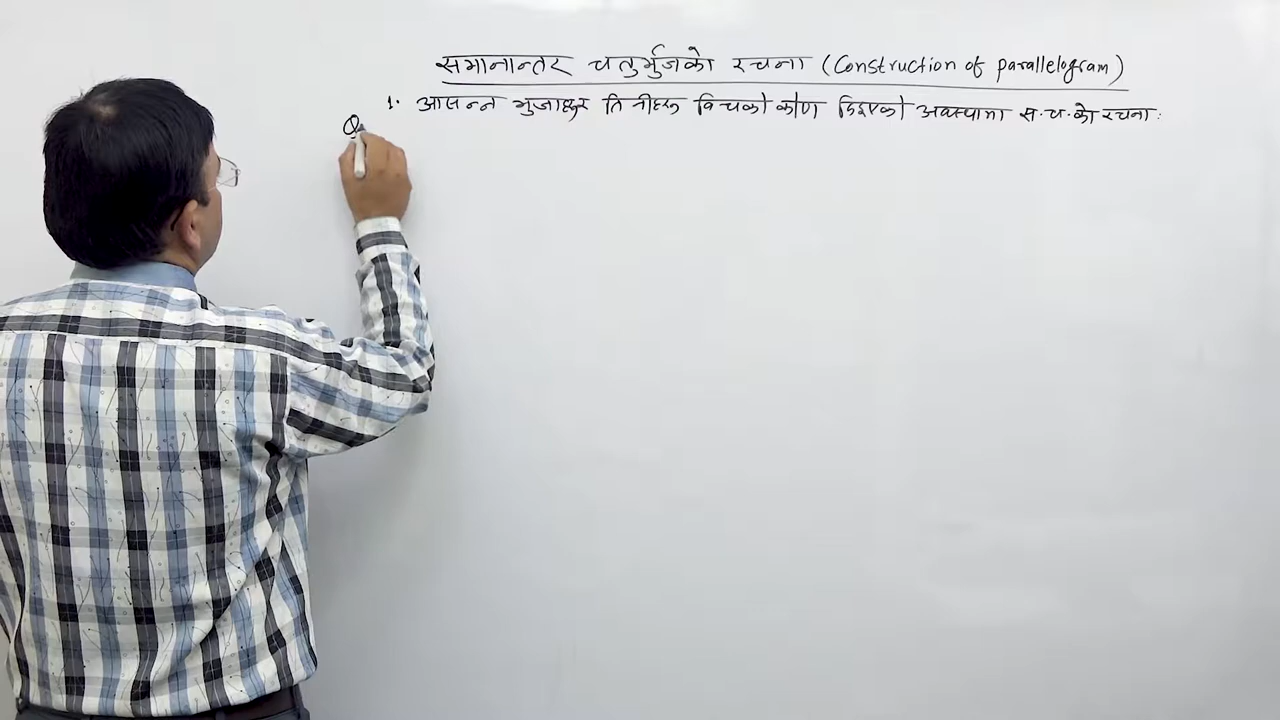 समानान्तर चतुर्भुजको रचना (Construction of parallelogram)
1. आसन्न भुजाहरू र तिनीहरू विचको कोण दिइएको अवस्थामा स.च.को रचना:
Q